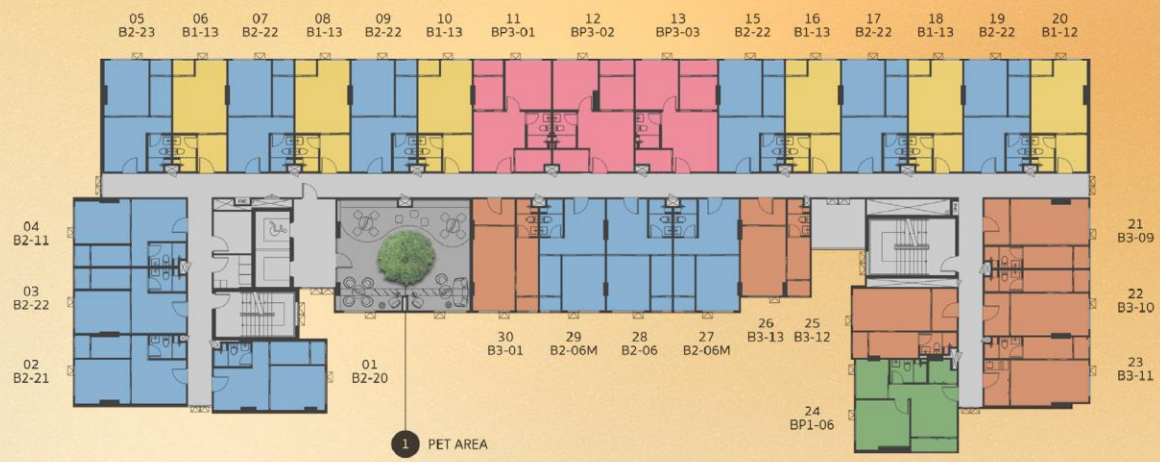 05
B2-23
06
B1-13
07
B2-22
08
B1-13
09
B2-22
10
B1-13
11
BP3-01
12
BP3-02
13
BP3-03
15
B2-22
16
B1-13
17
B2-22
18
B1-13
19
B2-22
20
B1-12
04
B2-11
03
B2-22
02
B2-21
01
B2-20
30
B3-01
29
B2-06M
28
B2-06
27
B2-06M
26
B3-13
25
B3-12
21
B3-09
22
B3-10
23
B3-11
24
BP1-06
1 PET AREA